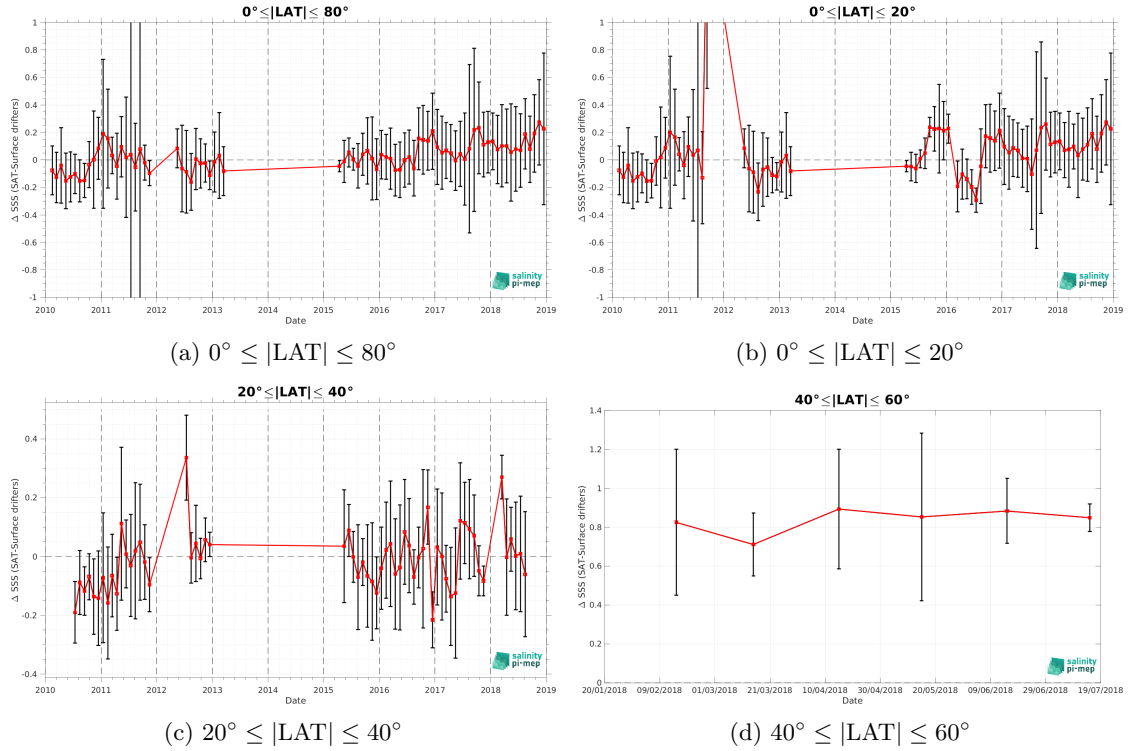 0°≤|LAT|≤ 80°
Δ SSS (SAT-Surface drifters)
1
0.8
0.6
0.4
0.2
0
-0.2
-0.4
-0.6
-0.8
-1
salinity
pi-mep
2010 2011 2012 2013 2014 2015 2016 2017 2018 2019
Date
(a) 0° ≤ |LAT| ≤ 80°
0°≤|LAT|≤ 20°
Δ SSS (SAT-Surface drifters)
1
0.8
0.6
0.4
0.2
0
-0.2
-0.4
-0.6
-0.8
-1
salinity
pi-mep
2010 2011 2012 2013 2014 2015 2016 2017 2018 2019
Date
(b) 0° ≤ |LAT| ≤ 20°
20°≤|LAT|≤ 40°
Δ SSS (SAT-Surface drifters)
0.4
0.2
0
-0.2
-0.4
salinity
pi-mep
2010 2011 2012 2013 2014 2015 2016 2017 2018 2019
Date
(c) 20° ≤ |LAT| ≤ 40°
40°≤|LAT|≤ 60°
Δ SSS (SAT-Surface drifters)
1.4
1.2
1
0.8
0.6
0.4
0.2
0
salinity
pi-mep
20/01/2018 09/02/2018 01/03/2018 21/03/2018 10/04/2018 30/04/2018 20/05/2018 09/06/2018 29/06/2018 19/07/2018
Date
(d) 40° ≤ |LAT| ≤ 60°